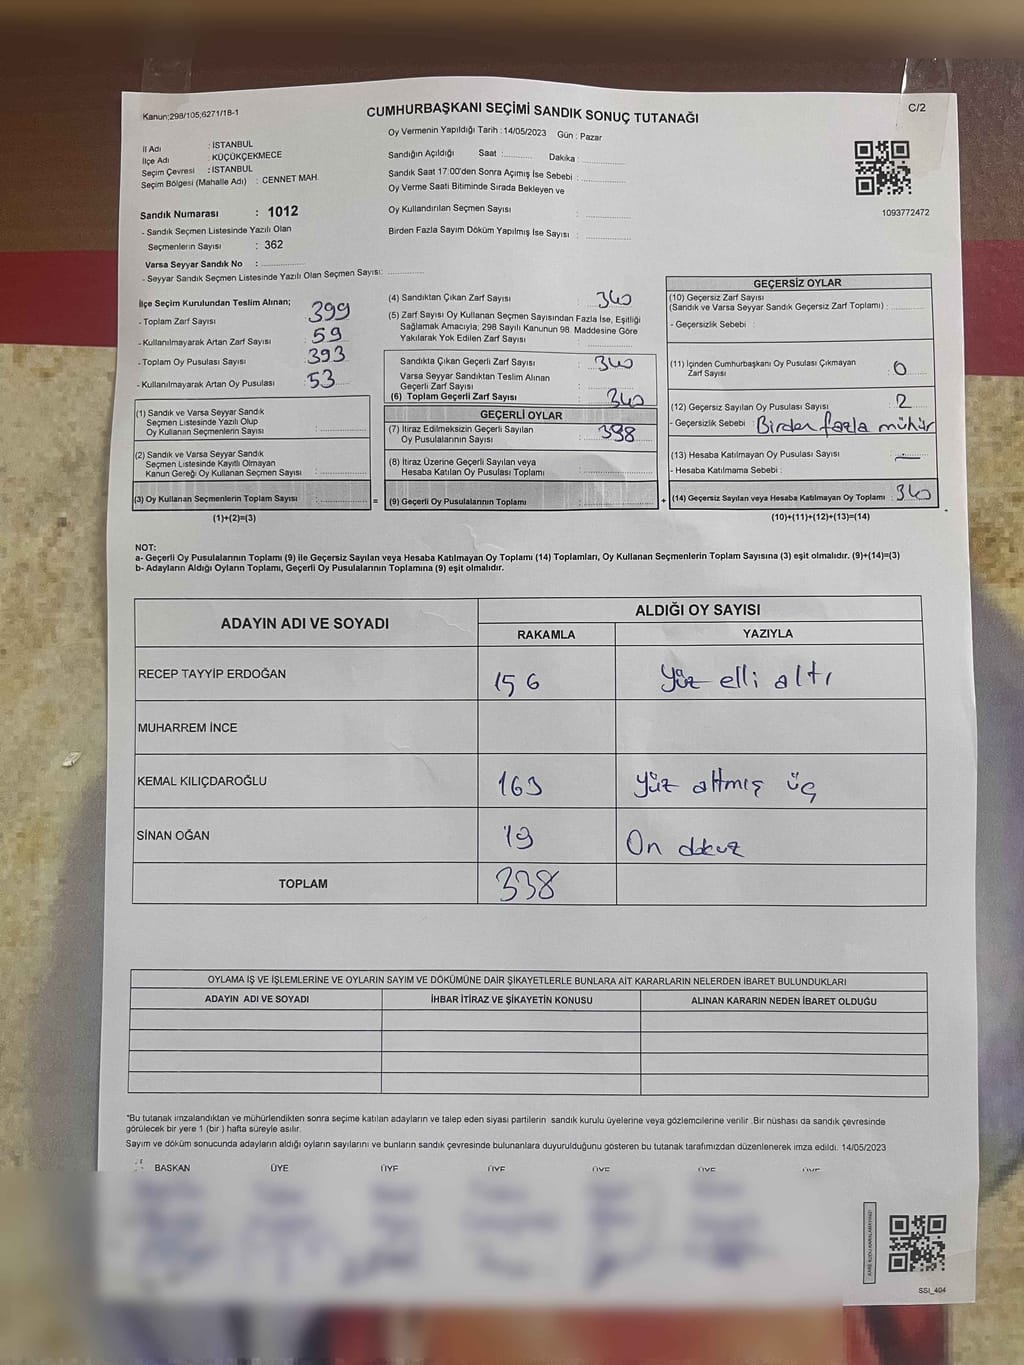 Kanun;298/105;6271/18-1
CUMHURBAŞKANI SEÇİMİ SANDIK SONUÇ TUTANAĞI
C/2
Oy Vermenin Yapıldığı Tarih : 14/05/2023 Gün : Pazar
İl Adı : İSTANBUL
İlçe Adı : KÜÇÜKÇEKMECE
Seçim Çevresi : İSTANBUL
Seçim Bölgesi (Mahalle Adı) : CENNET MAH.
Sandığın Açıldığı Saat :.......... Dakika :..............
Sandık Saat 17:00'den Sonra Açımış İse Sebebi : ..............
Oy Verme Saati Bitiminde Sırada Bekleyen ve
Oy Kullandırılan Seçmen Sayısı : ..............
Birden Fazla Sayım Döküm Yapılmış İse Sayısı : ..............
1093772472
Sandık Numarası : 1012
- Sandık Seçmen Listesinde Yazılı Olan
Seçmenlerin Sayısı : 362
Varsa Seyyar Sandık No : ..............
- Seyyar Sandık Seçmen Listesinde Yazılı Olan Seçmen Sayısı: ..............
İlçe Seçim Kurulundan Teslim Alınan;
- Toplam Zarf Sayısı 399
- Kullanılmayarak Artan Zarf Sayısı 59
- Toplam Oy Pusulası Sayısı 393
- Kullanılmayarak Artan Oy Pusulası : 53
(1) Sandık ve Varsa Seyyar Sandık
Seçmen Listesinde Yazılı Olup
Oy Kullanan Seçmenlerin Sayısı : ..............
(2) Sandık ve Varsa Seyyar Sandık
Seçmen Listesinde Kayıtlı Olmayan
Kanun Gereği Oy Kullanan Seçmen Sayısı : ..............
(3) Oy Kullanan Seçmenlerin Toplam Sayısı : .............. =
(1)+(2)=(3)
(4) Sandıktan Çıkan Zarf Sayısı 340
(5) Zarf Sayısı Oy Kullanan Seçmen Sayısından Fazla İse, Eşitliği
Sağlamak Amacıyla; 298 Sayılı Kanunun 98. Maddesine Göre
Yakılarak Yok Edilen Zarf Sayısı : ..............
Sandıkta Çıkan Geçerli Zarf Sayısı : 340
Varsa Seyyar Sandıktan Teslim Alınan
Geçerli Zarf Sayısı : ..............
(6) Toplam Geçerli Zarf Sayısı : 340
GEÇERLİ OYLAR
(7) İtiraz Edilmeksizin Geçerli Sayılan
Oy Pusulalarının Sayısı : 398
(8) İtiraz Üzerine Geçerli Sayılan veya
Hesaba Katılan Oy Pusulası Toplamı : ..............
(9) Geçerli Oy Pusulalarının Toplamı : .............. +
GEÇERSİZ OYLAR
(10) Geçersiz Zarf Sayısı
(Sandık ve Varsa Seyyar Sandık Geçersiz Zarf Toplamı) : ..........
- Geçersizlik Sebebi :
(11) İçinden Cumhurbaşkanı Oy Pusulası Çıkmayan
Zarf Sayısı : 0
(12) Geçersiz Sayılan Oy Pusulası Sayısı : 2
- Geçersizlik Sebebi : Birden fazla mühür
(13) Hesaba Katılmayan Oy Pusulası Sayısı : —
- Hesaba Katılmama Sebebi :
(14) Geçersiz Sayılan veya Hesaba Katılmayan Oy Toplamı : 340
(10)+(11)+(12)+(13)=(14)
NOT:
a- Geçerli Oy Pusulalarının Toplamı (9) ile Geçersiz Sayılan veya Hesaba Katılmayan Oy Toplamı (14) Toplamları, Oy Kullanan Seçmenlerin Toplam Sayısına (3) eşit olmalıdır. (9)+(14)=(3)
b- Adayların Aldığı Oyların Toplamı, Geçerli Oy Pusulalarının Toplamına (9) eşit olmalıdır.
ADAYIN ADI VE SOYADI
ALDIĞI OY SAYISI
RAKAMLA YAZIYLA
RECEP TAYYİP ERDOĞAN 156 Yüz elli altı
MUHARREM İNCE
KEMAL KILIÇDAROĞLU 163 yüz altmış üç
SİNAN OĞAN 19 On dokuz
TOPLAM 338
OYLAMA İŞ VE İŞLEMLERİNE VE OYLARIN SAYIM VE DÖKÜMÜNE DAİR ŞİKAYETLERLE BUNLARA AİT KARARLARIN NELERDEN İBARET BULUNDUKLARI
ADAYIN ADI VE SOYADI İHBAR İTİRAZ VE ŞİKAYETİN KONUSU ALINAN KARARIN NEDEN İBARET OLDUĞU
*Bu tutanak imzalandıktan ve mühürlendikten sonra seçime katılan adayların ve talep eden siyasi partilerin sandık kurulu üyelerine veya gözlemcilerine verilir .Bir nüshası da sandık çevresinde
görülecek bir yere 1 (bir ) hafta süreyle asılır.
Sayım ve döküm sonucunda adayların aldığı oyların sayılarını ve bunların sandık çevresinde bulunanlara duyurulduğunu gösteren bu tutanak tarafımızdan düzenlenerek imza edildi. 14/05/2023
BAŞKAN ÜYE ÜYE ÜYE ÜYE ÜYE ÜYE
SSI_404